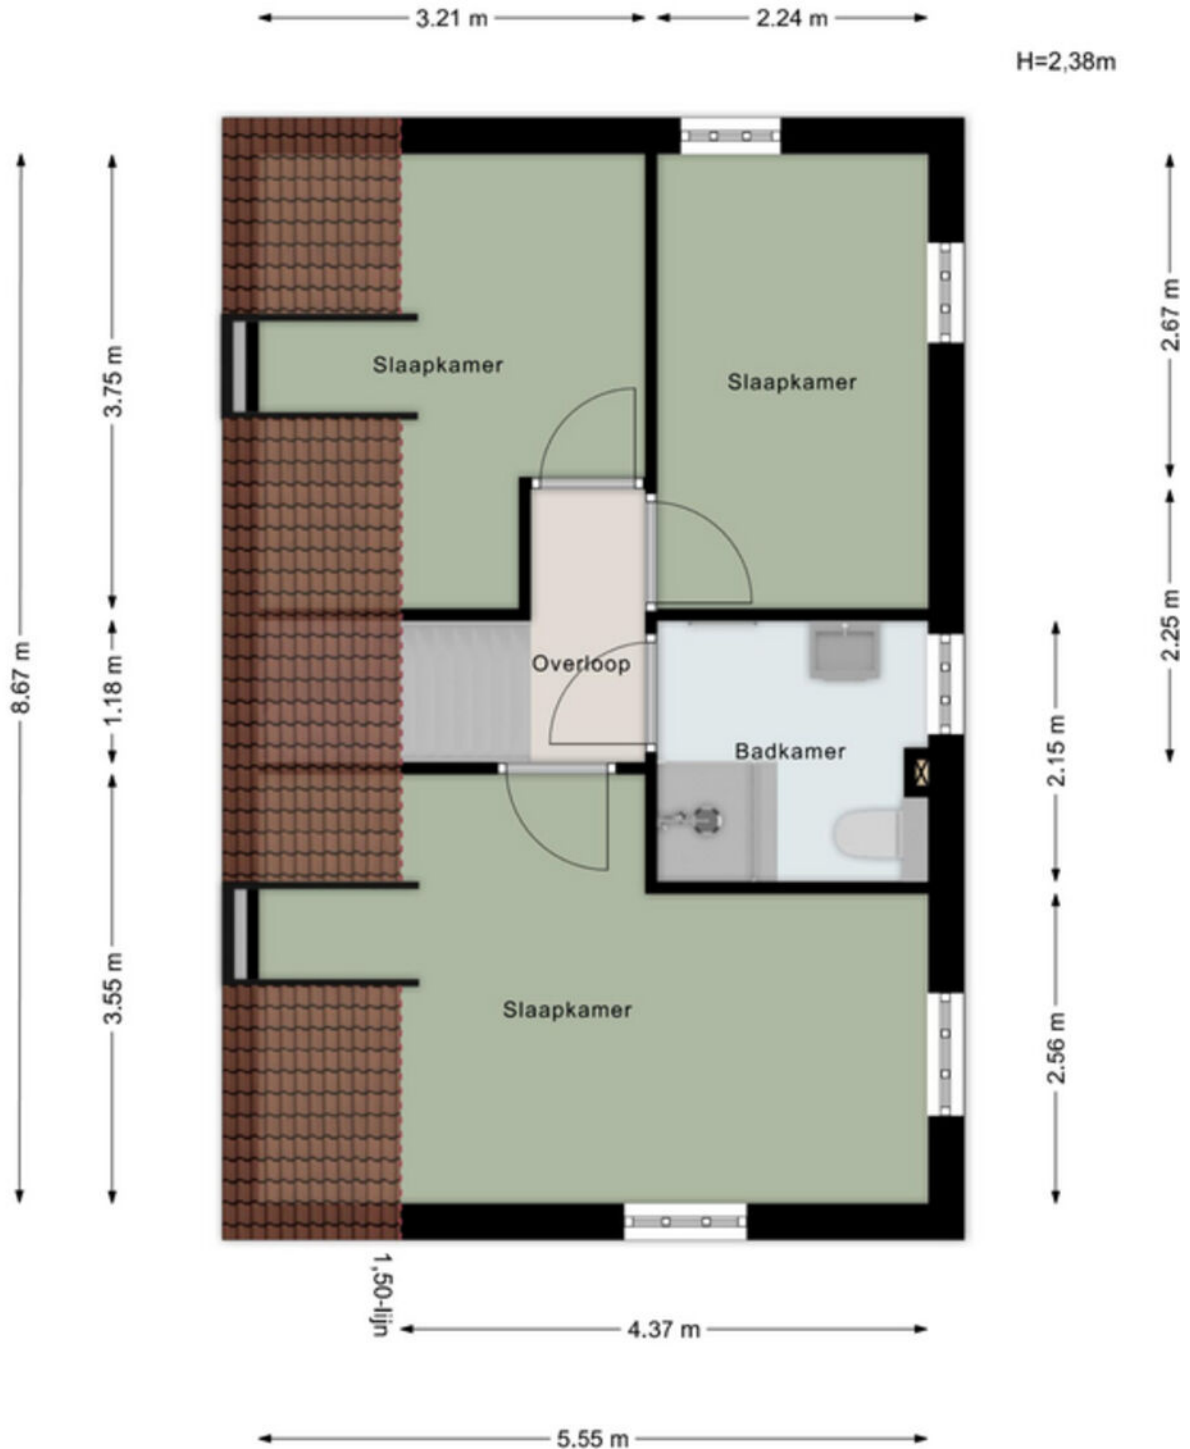 3.21 m
2.24 m
H=2,38m
3.75 m
2.67 m
Slaapkamer
Slaapkamer
2.25 m
8.67 m
1.18 m
Overloop
Badkamer
2.15 m
3.55 m
Slaapkamer
2.56 m
1,50-lijn
4.37 m
5.55 m